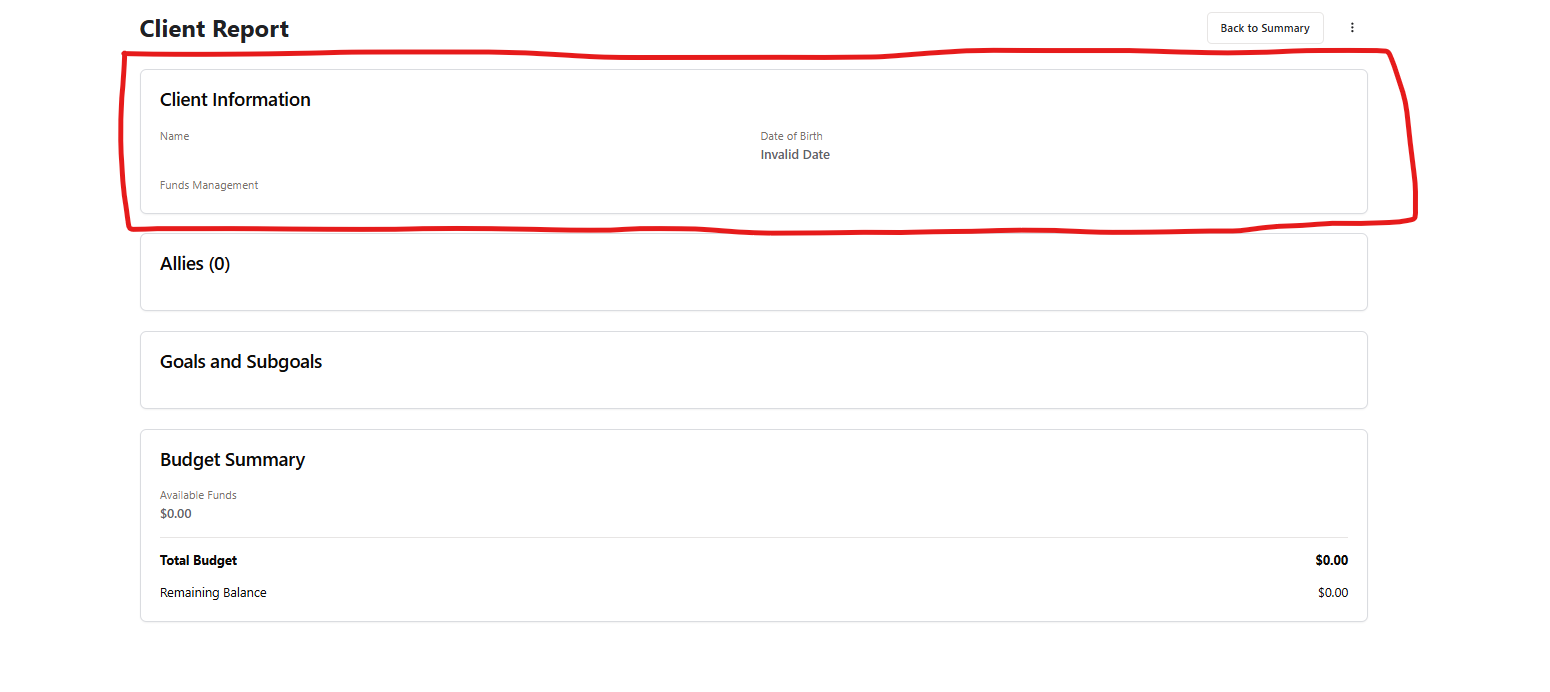 Client Report
Back to Summary
Client Information
Name
Date of Birth
Invalid Date
Funds Management
Allies (0)
Goals and Subgoals
Budget Summary
Available Funds
$0.00
Total Budget $0.00
Remaining Balance $0.00